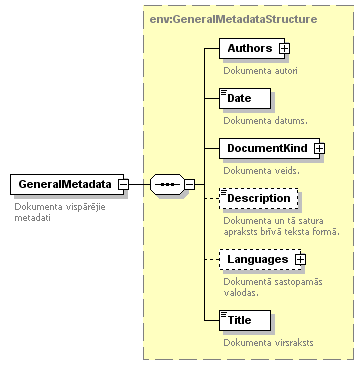 env:GeneralMetadataStructure
Authors
Dokumenta autori
Date
Dokumenta datums.
DocumentKind
Dokumenta veids.
GeneralMetadata
Dokumenta vispārējie
metadati
Description
Dokumenta un tā satura
apraksts brīvā teksta formā.
Languages
Dokumentā sastopamās
valodas.
Title
Dokumenta virsraksts